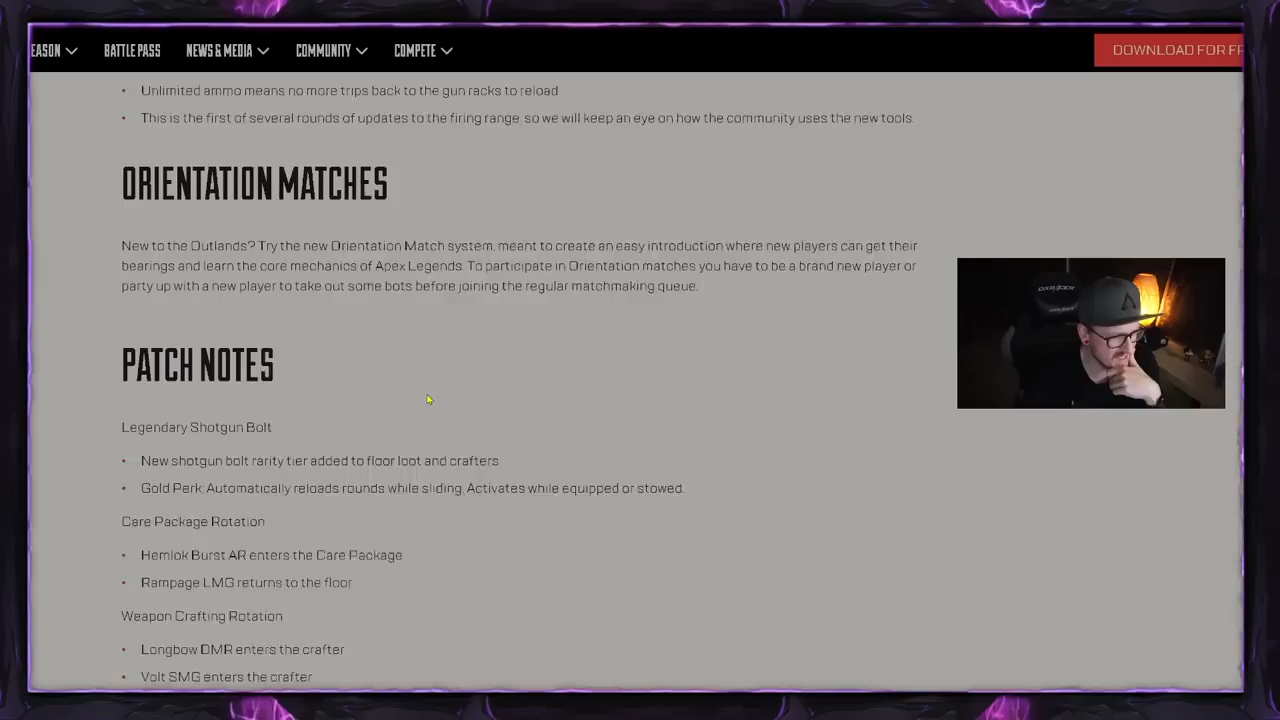 EASON
BATTLE PASS
NEWS & MEDIA
COMMUNITY
COMPETE
DOWNLOAD FOR FR
• Unlimited ammo means no more trips back to the gun racks to reload
• This is the first of several rounds of updates to the firing range, so we will keep an eye on how the community uses the new tools.
ORIENTATION MATCHES
New to the Outlands? Try the new Orientation Match system, meant to create an easy introduction where new players can get their
bearings and learn the core mechanics of Apex Legends. To participate in Orientation matches you have to be a brand new player or
party up with a new player to take out some bots before joining the regular matchmaking queue.
PATCH NOTES
Legendary Shotgun Bolt
• New shotgun bolt rarity tier added to floor loot and crafters
• Gold Perk: Automatically reloads rounds while sliding. Activates while equipped or stowed.
Care Package Rotation
• Hemlok Burst AR enters the Care Package
• Rampage LMG returns to the floor
Weapon Crafting Rotation
• Longbow DMR enters the crafter
• Volt SMG enters the crafter
DXRACER